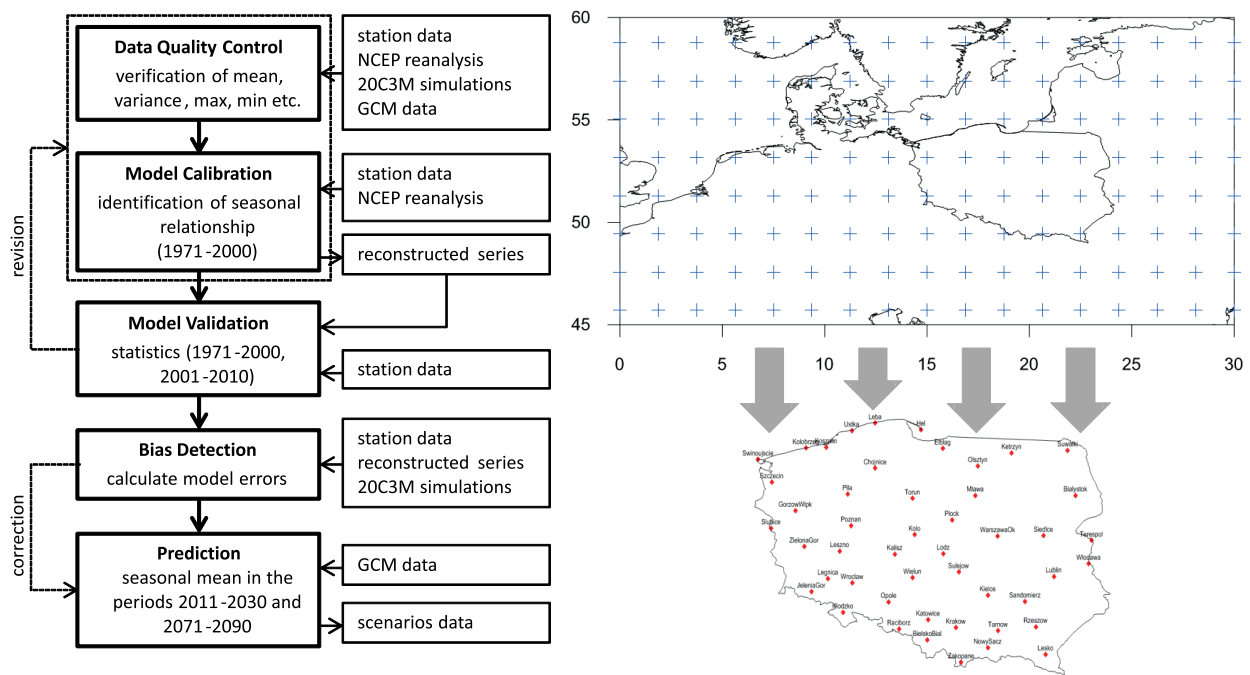 Data Quality Control
verification of mean,
variance, max, min etc.
station data
NCEP reanalysis
20C3M simulations
GCM data
Model Calibration
identification of seasonal
relationship
(1971-2000)
station data
NCEP reanalysis
reconstructed series
revision
Model Validation
statistics (1971-2000,
2001-2010)
station data
Bias Detection
calculate model errors
station data
reconstructed series
20C3M simulations
correction
Prediction
seasonal mean in the
periods 2011-2030 and
2071-2090
GCM data
scenarios data
60
55
50
45
0
5
10
15
20
25
30
Leba
Ustka
Hel
Kolobrzeg
Koszalin
Elblag
Ketrzyn
Suwalki
Swinoujscie
Chojnice
Olsztyn
Szczecin
Pila
Torun
Mlawa
Bialystok
GorzowWlpk
Plock
Slubice
Poznan
Kolo
WarszawaOk
Siedlce
Terespol
ZielonaGor
Leszno
Kalisz
Lodz
Wlodawa
Sulejow
Legnica
Wroclaw
Wielun
Lublin
JeleniaGor
Opole
Kielce
Sandomierz
Klodzko
Raciborz
Katowice
Krakow
Tarnow
Rzeszow
BielskoBial
NowySacz
Zakopane
Lesko